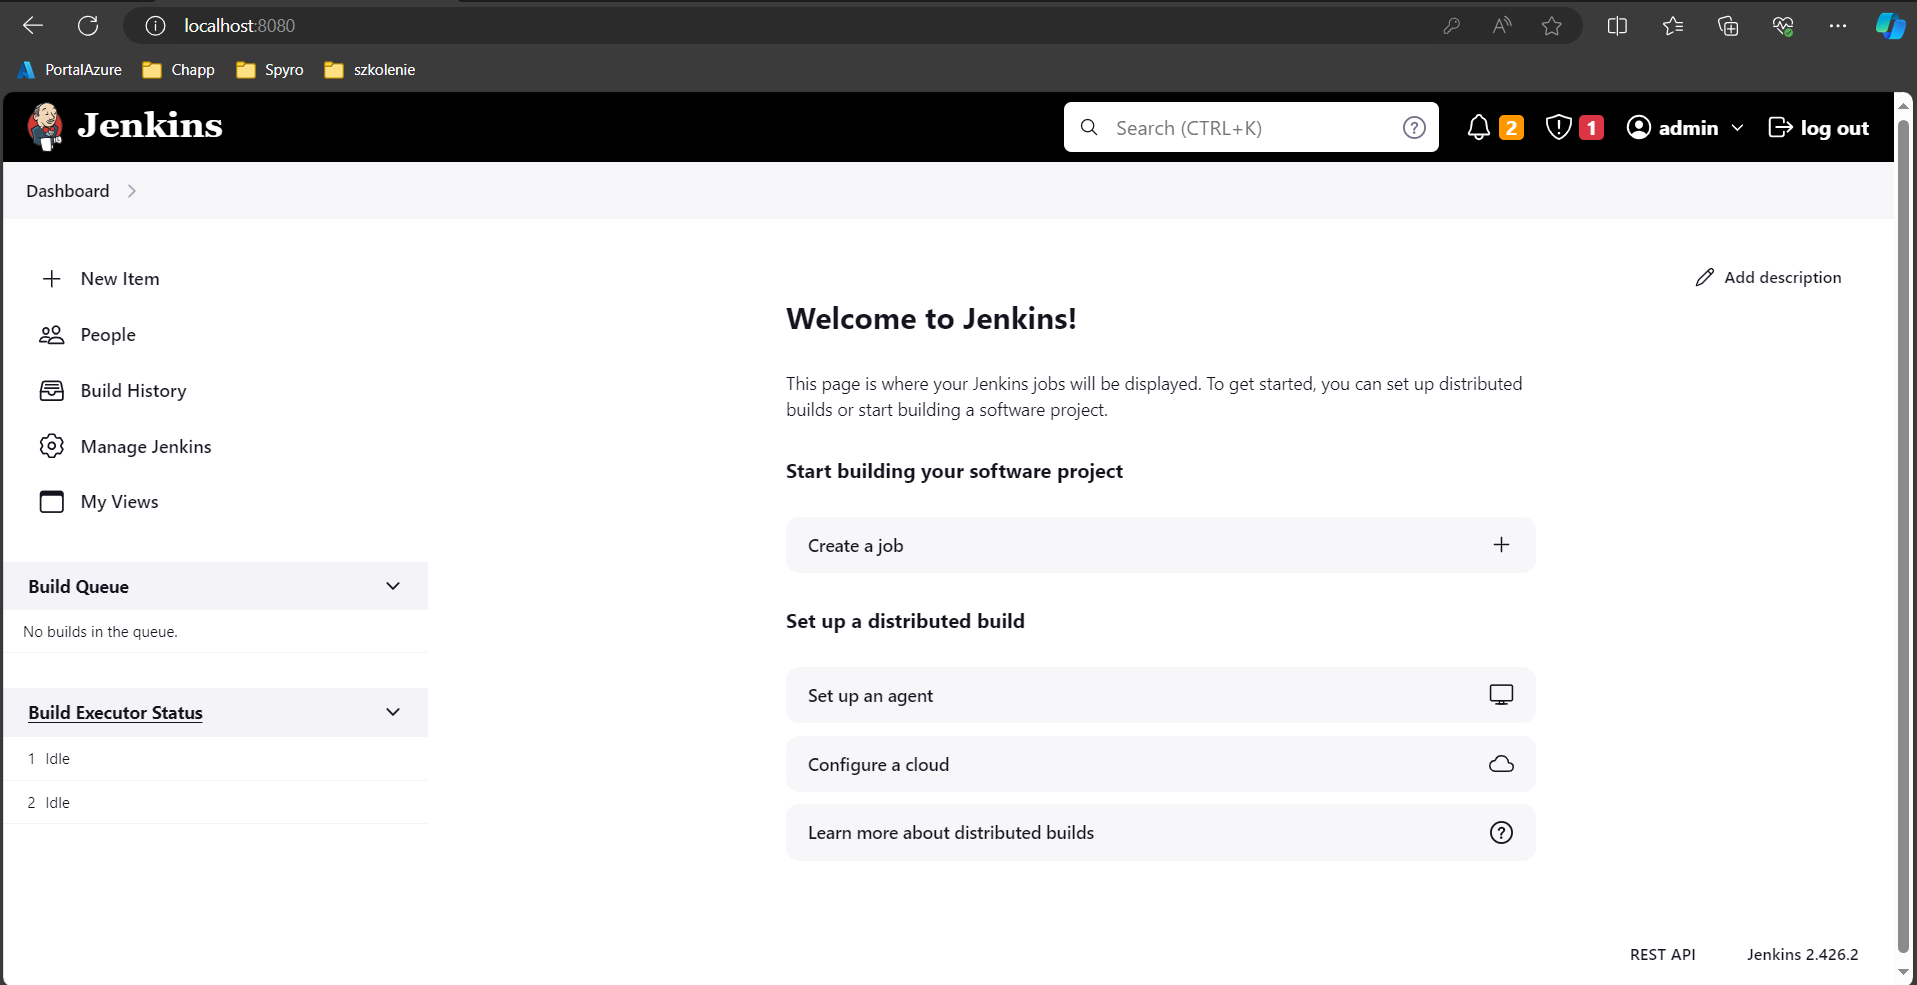 localhost:8080
PortalAzure Chapp Spyro szkolenie
Jenkins
Search (CTRL+K)
2
1
admin
log out
Dashboard
New Item
People
Build History
Manage Jenkins
My Views
Build Queue
No builds in the queue.
Build Executor Status
1 Idle
2 Idle
Add description
Welcome to Jenkins!
This page is where your Jenkins jobs will be displayed. To get started, you can set up distributed
builds or start building a software project.
Start building your software project
Create a job
Set up a distributed build
Set up an agent
Configure a cloud
Learn more about distributed builds
REST API
Jenkins 2.426.2